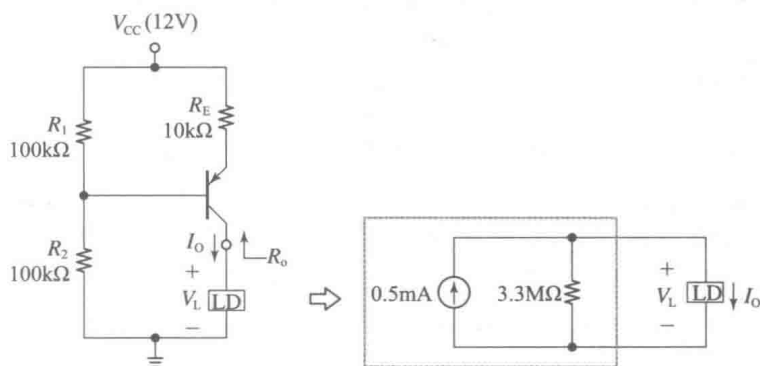 V_CC (12V)
R_1
100kΩ
R_E
10kΩ
R_2
100kΩ
I_O
R_o
+
V_L
LD
−
0.5mA
3.3MΩ
+
V_L
LD
I_O
−